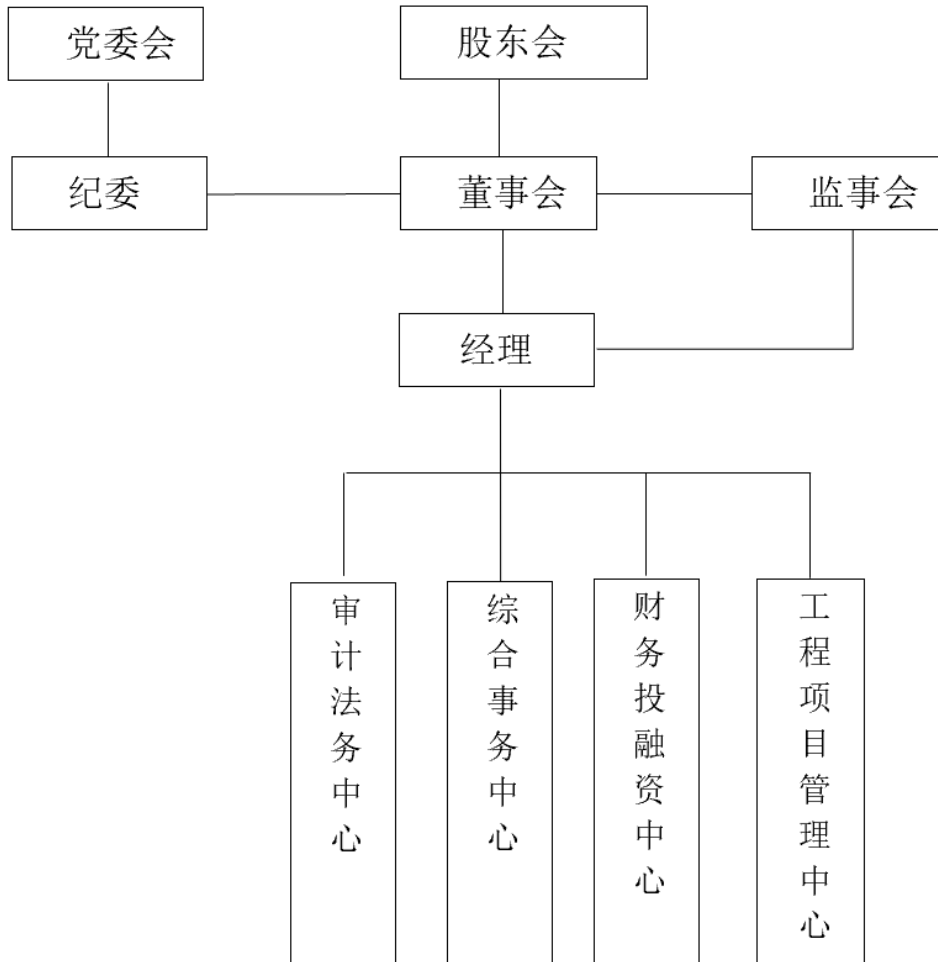 党委会
股东会
纪委
董事会
监事会
经理
审计法务中心
综合事务中心
财务投融资中心
工程项目管理中心